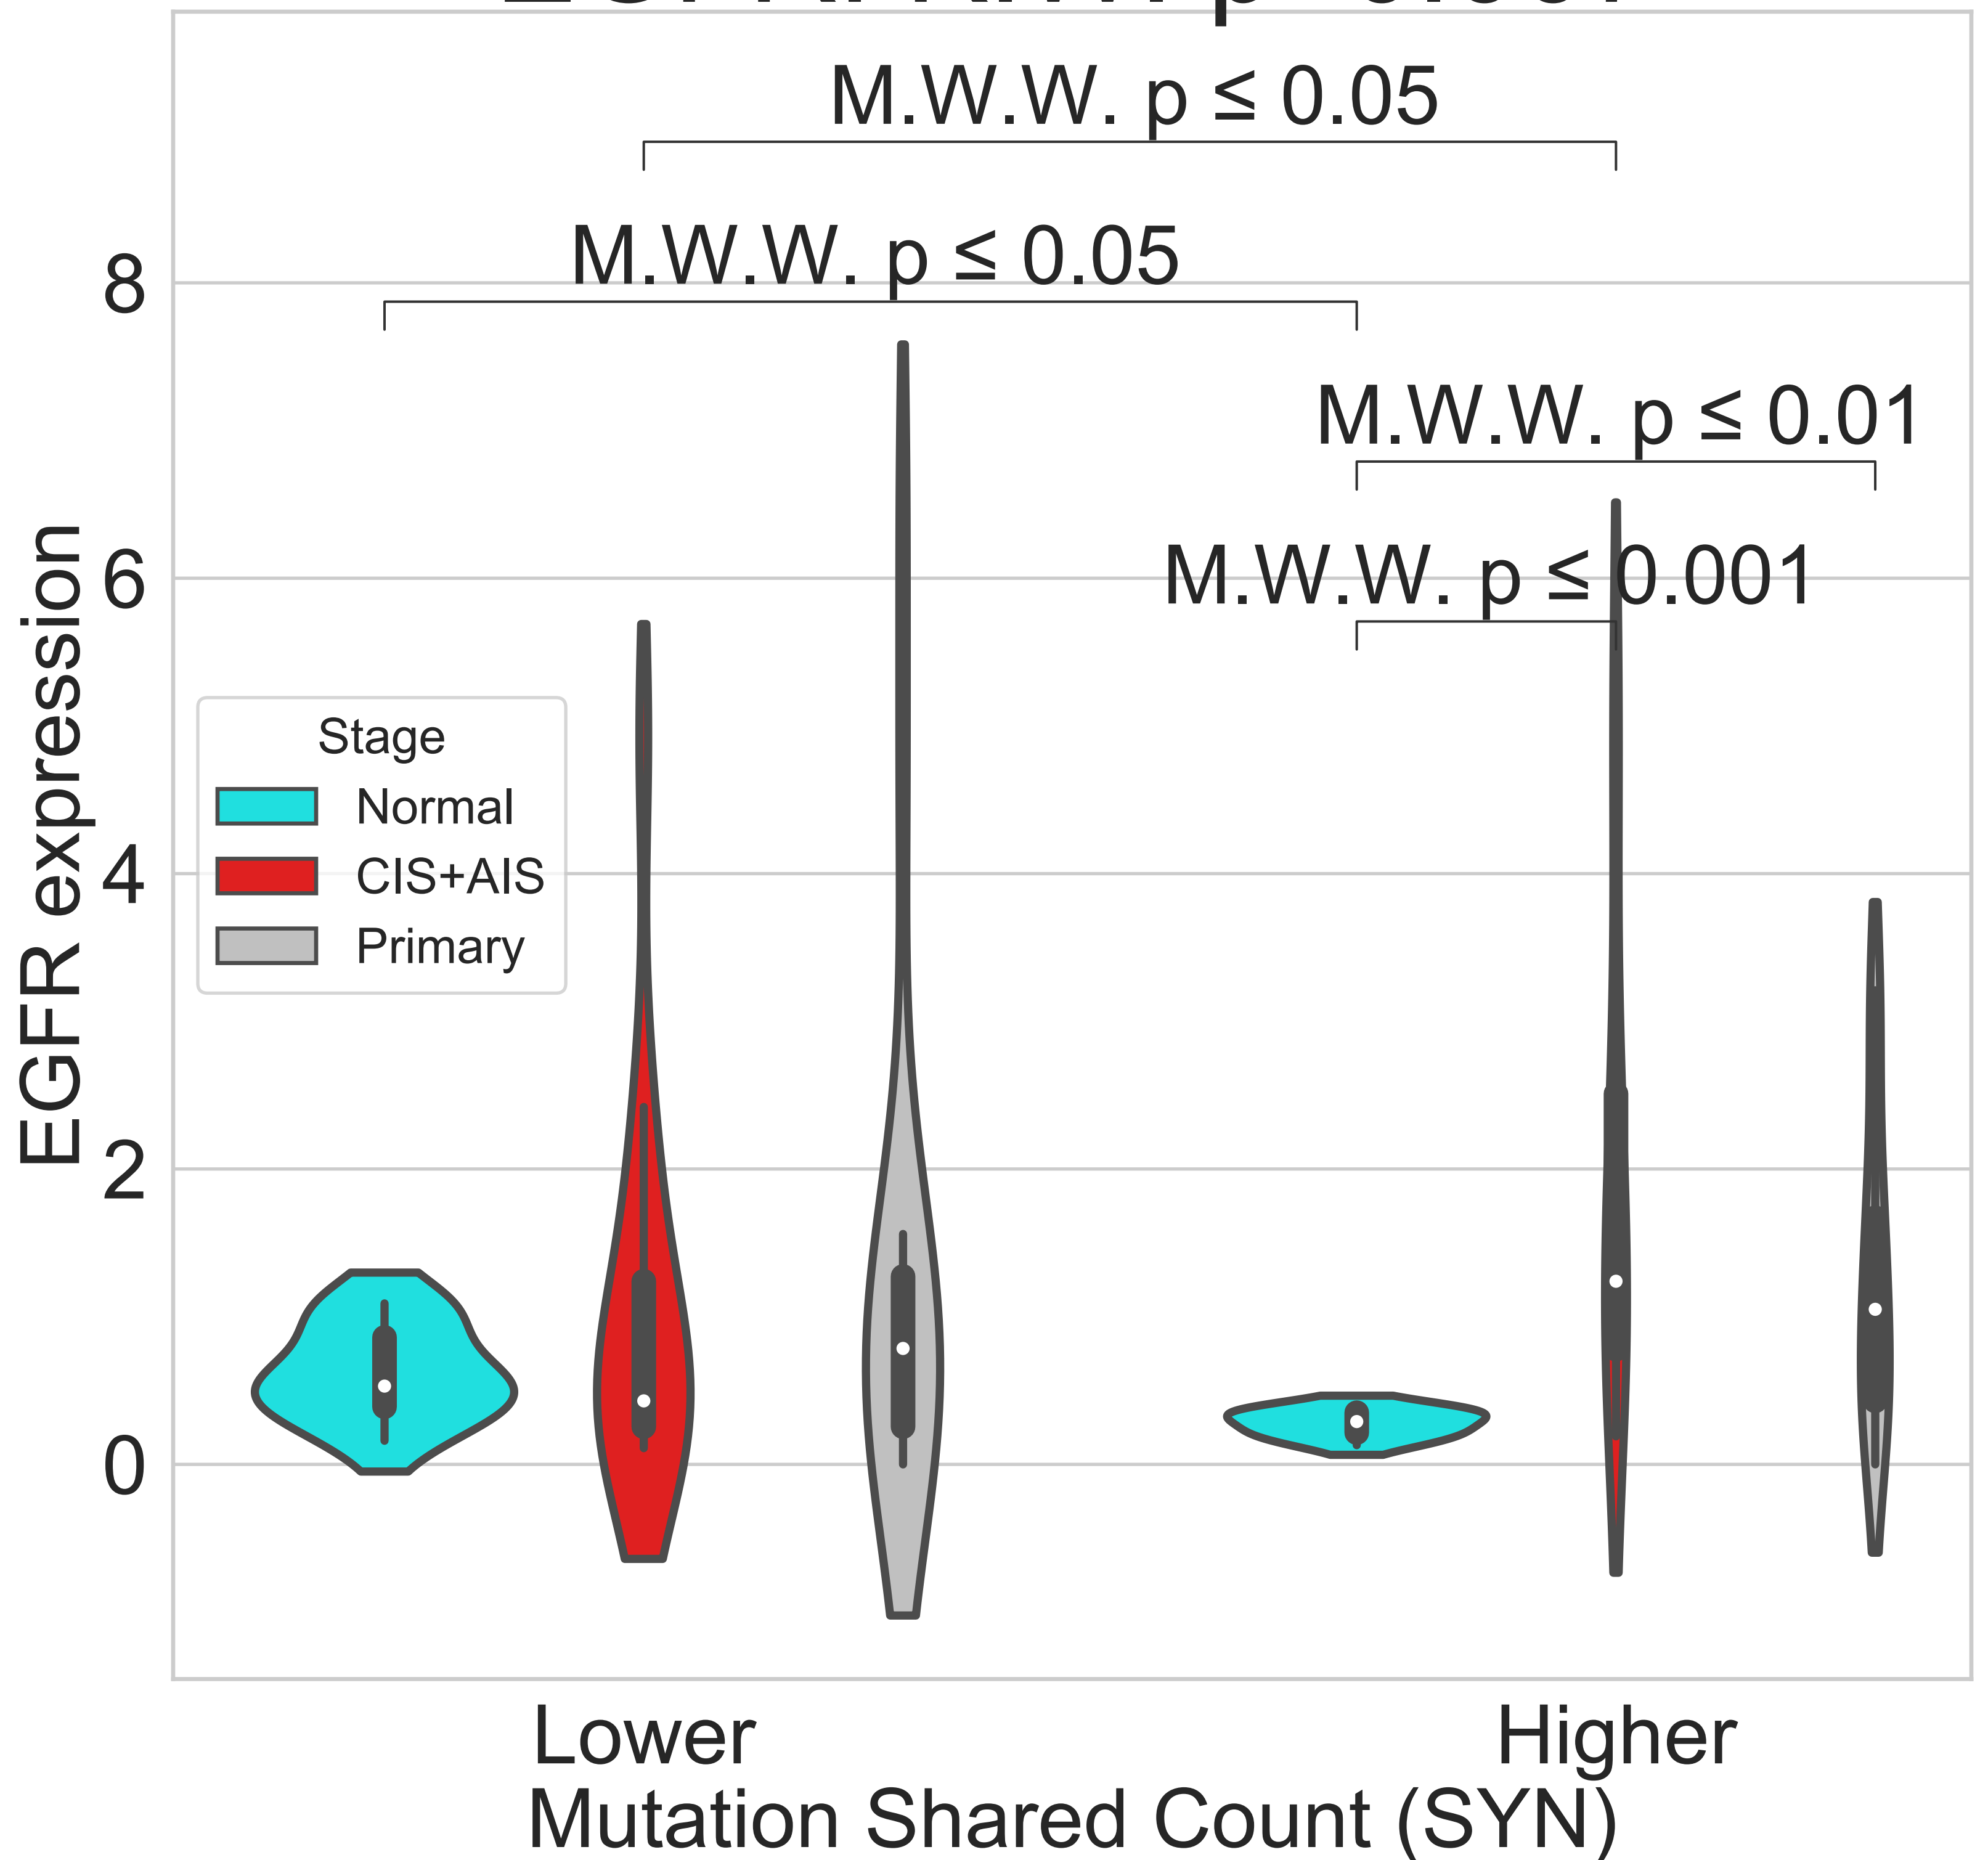 M.W.W. p ≤ 0.05
M.W.W. p ≤ 0.05
M.W.W. p ≤ 0.01
M.W.W. p ≤ 0.001
8
6
4
2
0
EGFR expression
Stage
Normal
CIS+AIS
Primary
Lower
Higher
Mutation Shared Count (SYN)